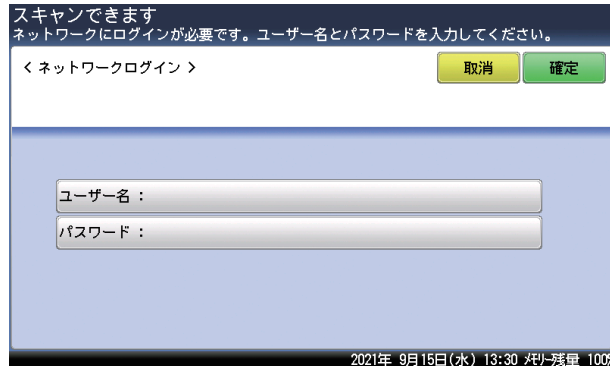 スキャンできます
ネットワークにログインが必要です。ユーザー名とパスワードを入力してください。
< ネットワークログイン >
取消
確定
ユーザー名 :
パスワード :
2021年 9月15日(水) 13:30 メモリー残量 100%